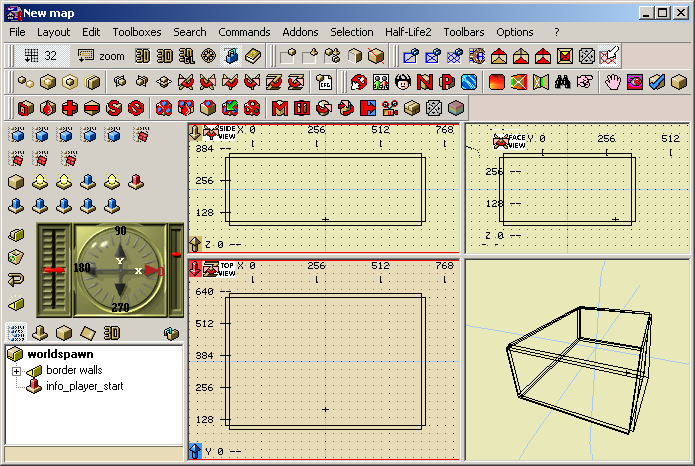 New map
File Layout Edit Toolboxes Search Commands Addons Selection Half-Life2 Toolbars Options ?
32 zoom 3D 3D 3D
CFG
SIDE VIEW X 0 256 512 768
384
256
128
Z 0
FACE VIEW Y 0 256 512
256
128
Z 0
90
180 Y X 0
270
TOP VIEW X 0 256 512 768
640
512
384
256
128
Y 0
3D
worldspawn
border walls
info_player_start